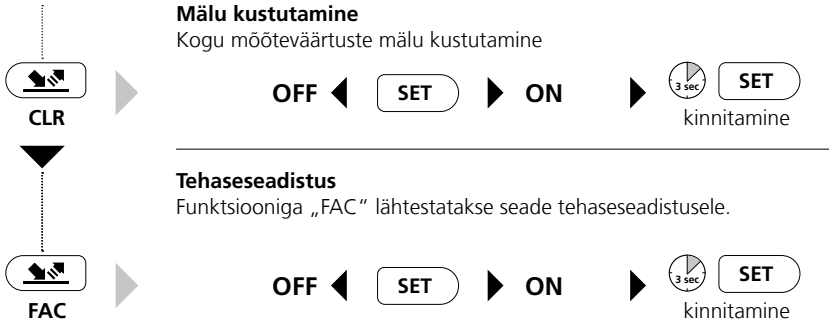 Mälu kustutamine
Kogu mõõteväärtuste mälu kustutamine
OFF SET ON 3 sec SET
CLR
kinnitamine
Tehaseseadistus
Funktsiooniga „FAC“ lähtestatakse seade tehaseseadistusele.
OFF SET ON 3 sec SET
FAC
kinnitamine